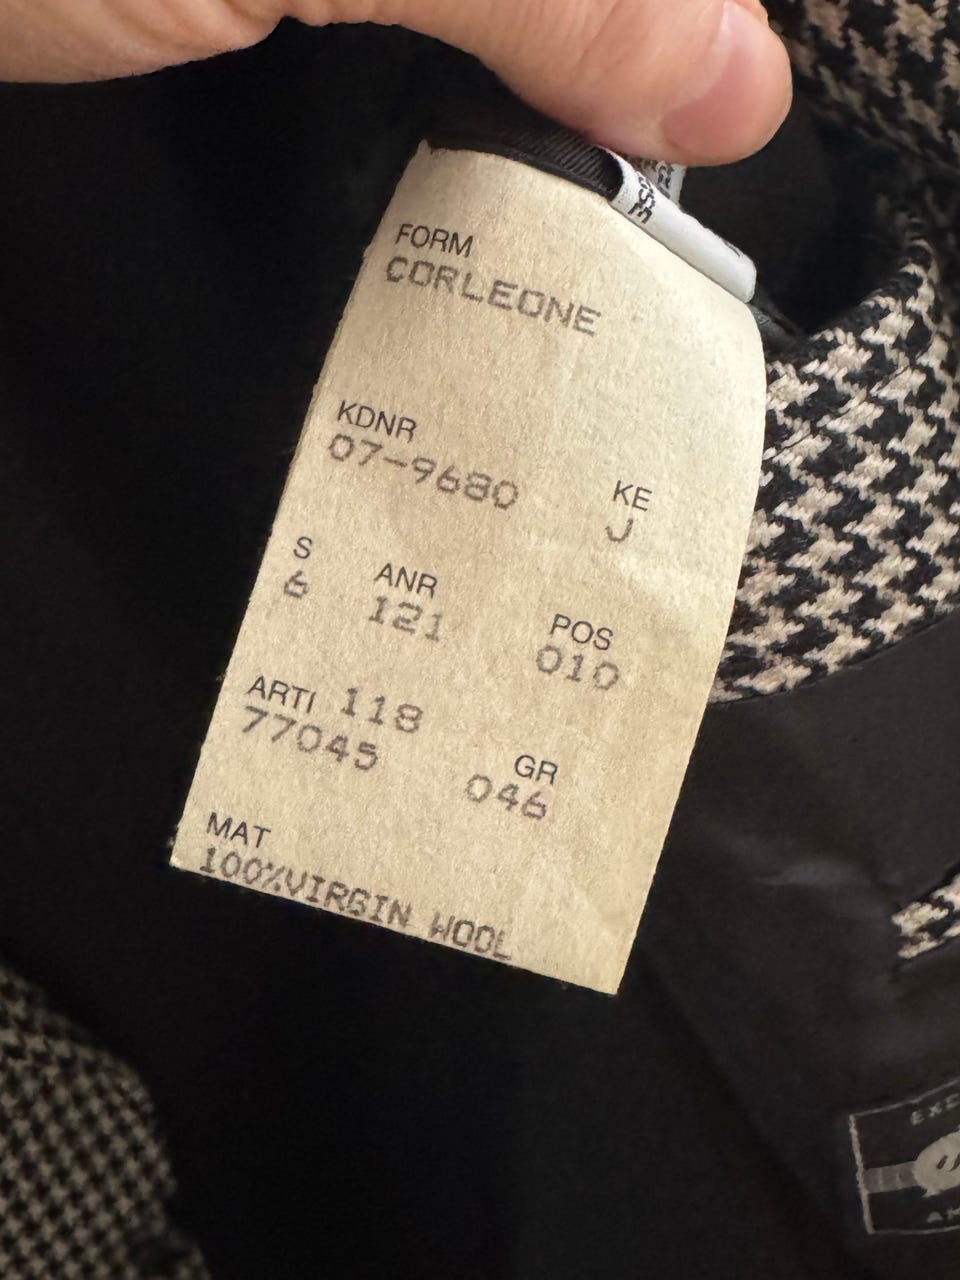 FORM
CORLEONE
KDNR
07-9680
KE
J
S
6
ANR
121
POS
010
ARTI 118
77045
GR
046
MAT
100%VIRGIN WOOL